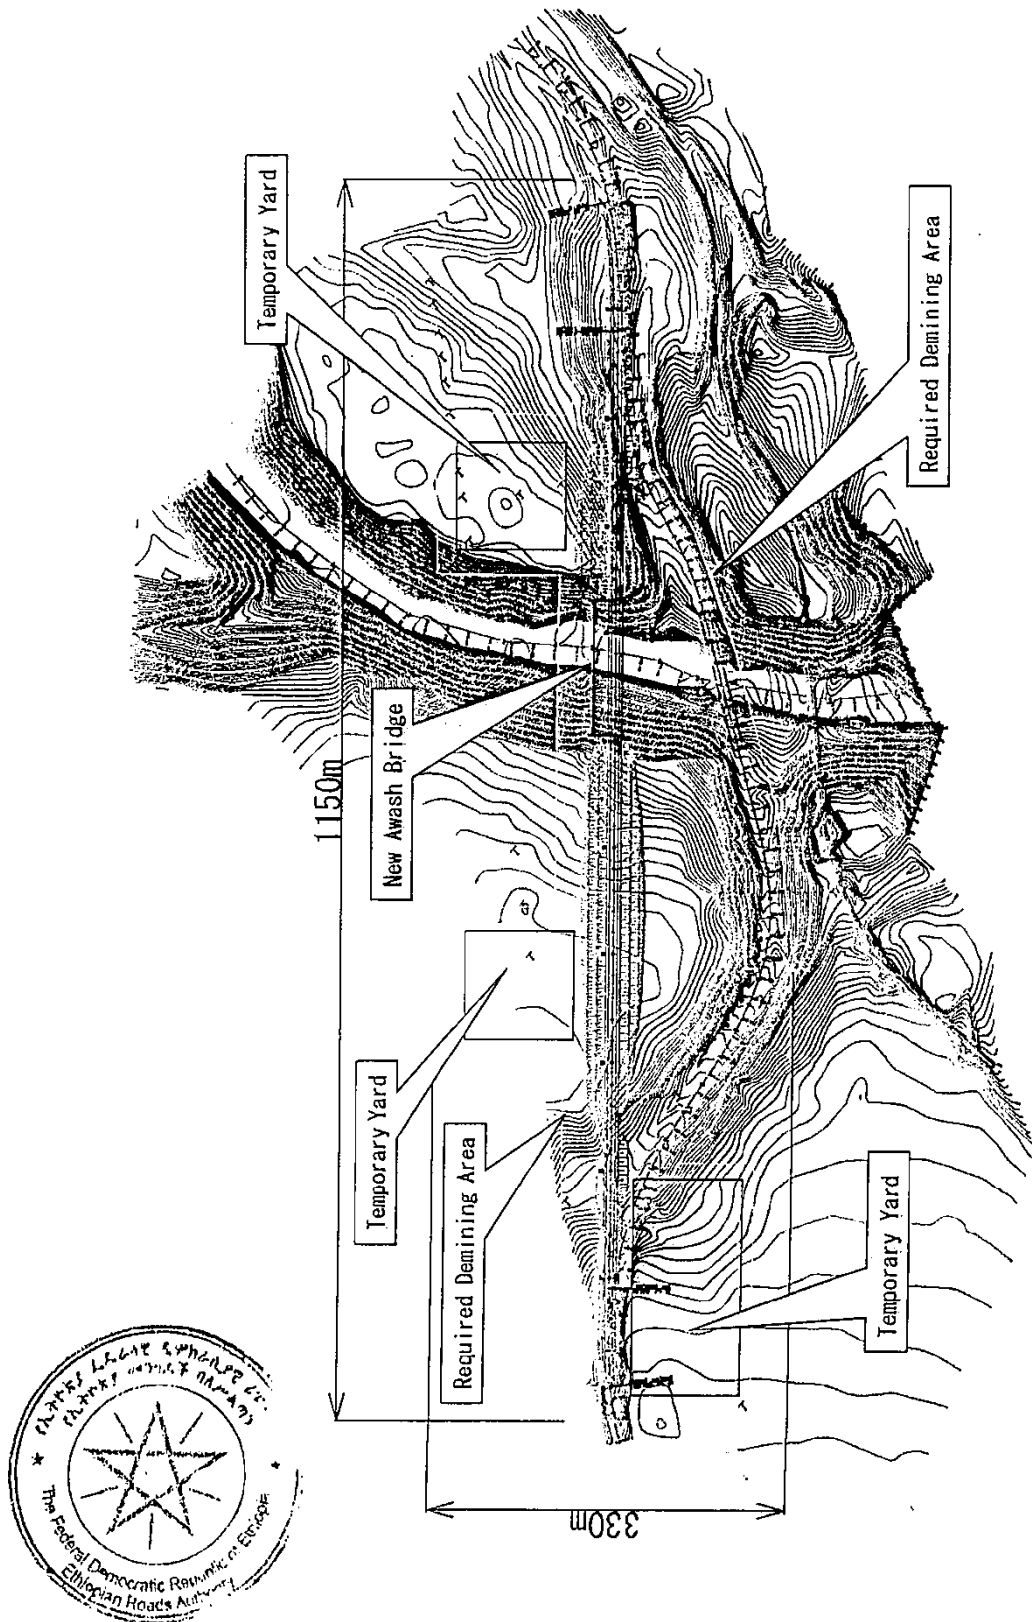 Temporary Yard
Required Demining Area
1150m
New Awash Bridge
Temporary Yard
Required Demining Area
Temporary Yard
330m
The Federal Democratic Republic of Ethiopia
Ethiopian Roads Authority